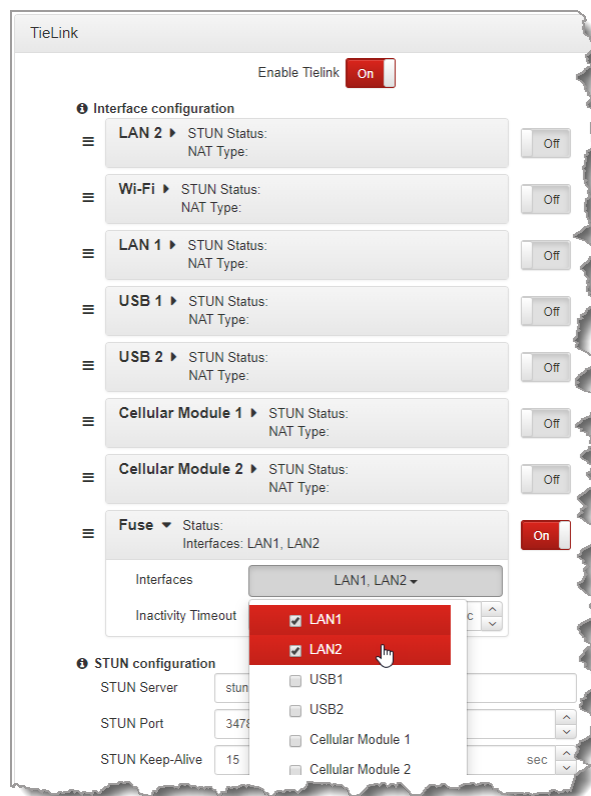 TieLink
Enable Tielink On
Interface configuration
LAN 2 STUN Status:
NAT Type:
Off
Wi-Fi STUN Status:
NAT Type:
Off
LAN 1 STUN Status:
NAT Type:
Off
USB 1 STUN Status:
NAT Type:
Off
USB 2 STUN Status:
NAT Type:
Off
Cellular Module 1 STUN Status:
NAT Type:
Off
Cellular Module 2 STUN Status:
NAT Type:
Off
Fuse Status:
Interfaces: LAN1, LAN2
On
Interfaces LAN1, LAN2
Inactivity Timeout
LAN1
LAN2
USB1
USB2
Cellular Module 1
Cellular Module 2
STUN configuration
STUN Server stun
STUN Port 3478
STUN Keep-Alive 15 sec